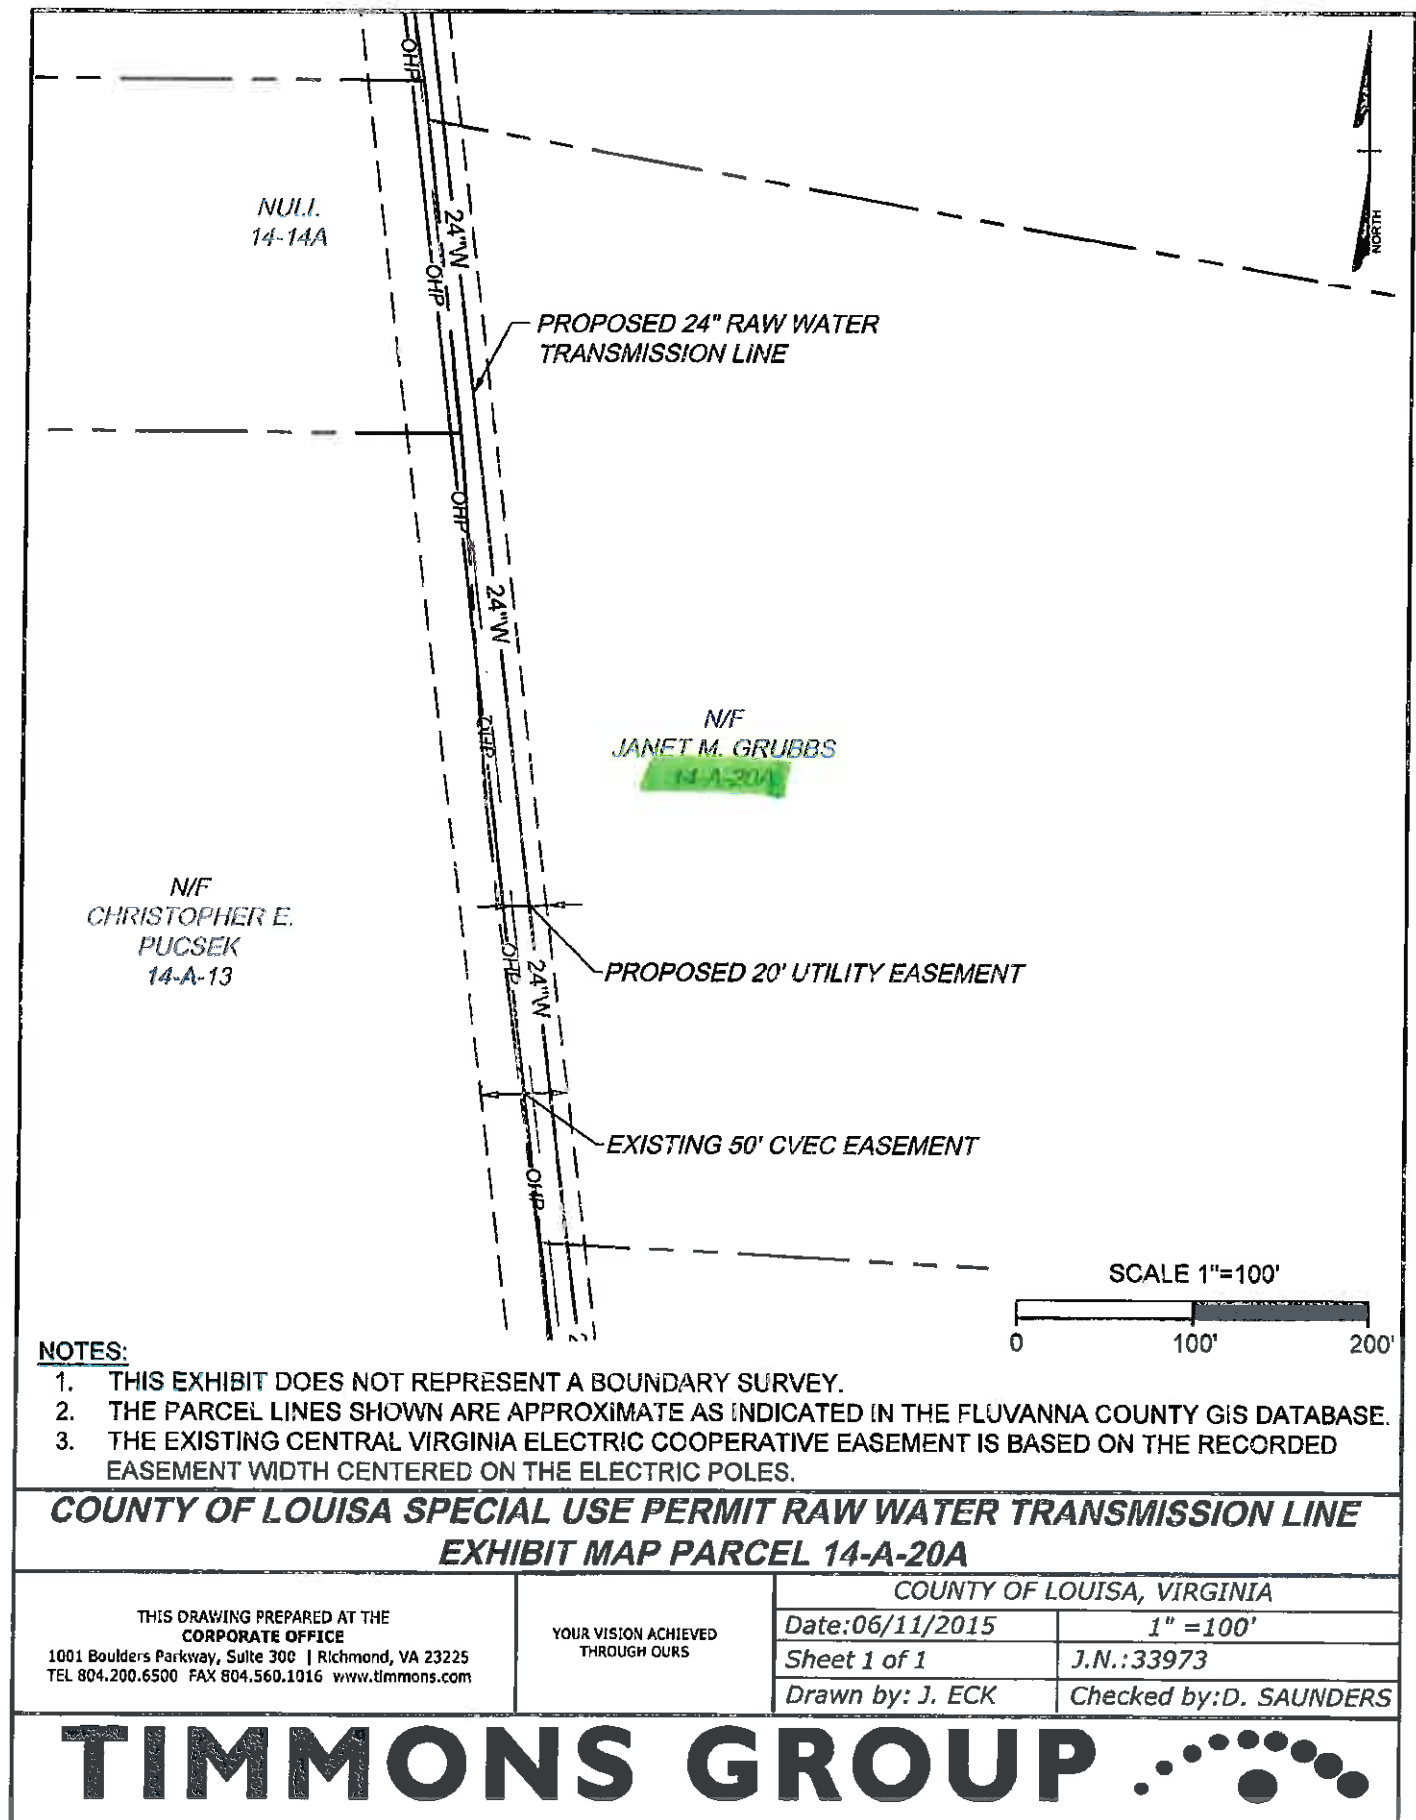 OHP
NORTH
NULL
14-14A
24"W
OHP
PROPOSED 24" RAW WATER
TRANSMISSION LINE
OHP
24"W
OHP
N/F
JANET M. GRUBBS
14-A-20A
N/F
CHRISTOPHER E.
PUCSEK
14-A-13
OHP
24"W
PROPOSED 20' UTILITY EASEMENT
EXISTING 50' CVEC EASEMENT
OHP
2
SCALE 1"=100'
0 100' 200'
NOTES:
1. THIS EXHIBIT DOES NOT REPRESENT A BOUNDARY SURVEY.
2. THE PARCEL LINES SHOWN ARE APPROXIMATE AS INDICATED IN THE FLUVANNA COUNTY GIS DATABASE.
3. THE EXISTING CENTRAL VIRGINIA ELECTRIC COOPERATIVE EASEMENT IS BASED ON THE RECORDED
EASEMENT WIDTH CENTERED ON THE ELECTRIC POLES.
COUNTY OF LOUISA SPECIAL USE PERMIT RAW WATER TRANSMISSION LINE
EXHIBIT MAP PARCEL 14-A-20A
THIS DRAWING PREPARED AT THE
CORPORATE OFFICE
1001 Boulders Parkway, Suite 300 | Richmond, VA 23225
TEL 804.200.6500 FAX 804.560.1016 www.timmons.com
YOUR VISION ACHIEVED
THROUGH OURS
COUNTY OF LOUISA, VIRGINIA
Date:06/11/2015 1" =100'
Sheet 1 of 1 J.N.:33973
Drawn by: J. ECK Checked by:D. SAUNDERS
TIMMONS GROUP